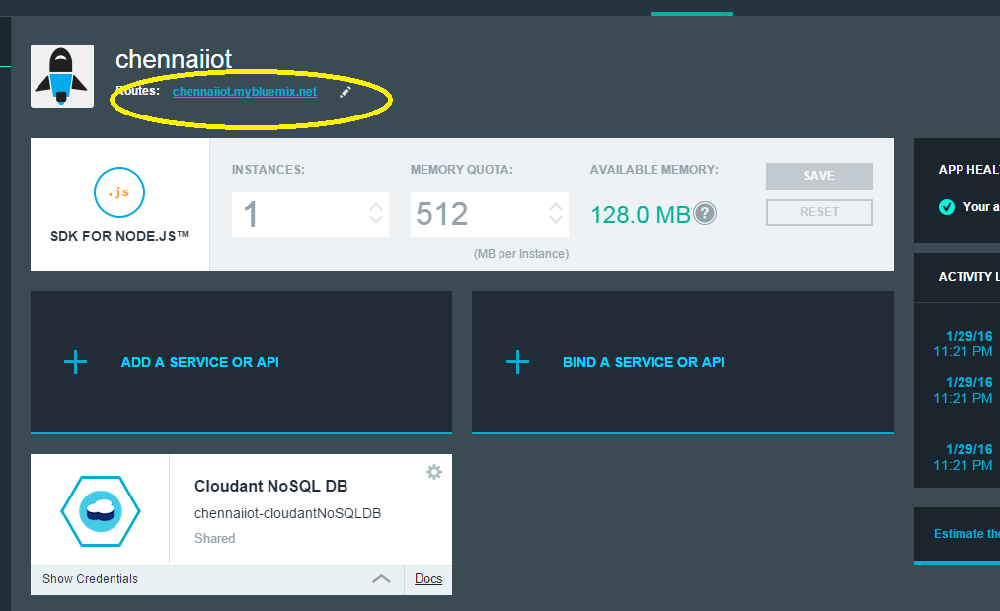 chennaiiot
Routes: chennaiiot.mybluemix.net
.js
SDK FOR NODE.JS™
INSTANCES:
1
MEMORY QUOTA:
512
(MB per Instance)
AVAILABLE MEMORY:
128.0 MB ?
SAVE
RESET
ADD A SERVICE OR API
BIND A SERVICE OR API
Cloudant NoSQL DB
chennaiiot-cloudantNoSQLDB
Shared
Show Credentials
Docs
APP HEAL
Your a
ACTIVITY L
1/29/16
11:21 PM
1/29/16
11:21 PM
1/29/16
11:21 PM
Estimate the